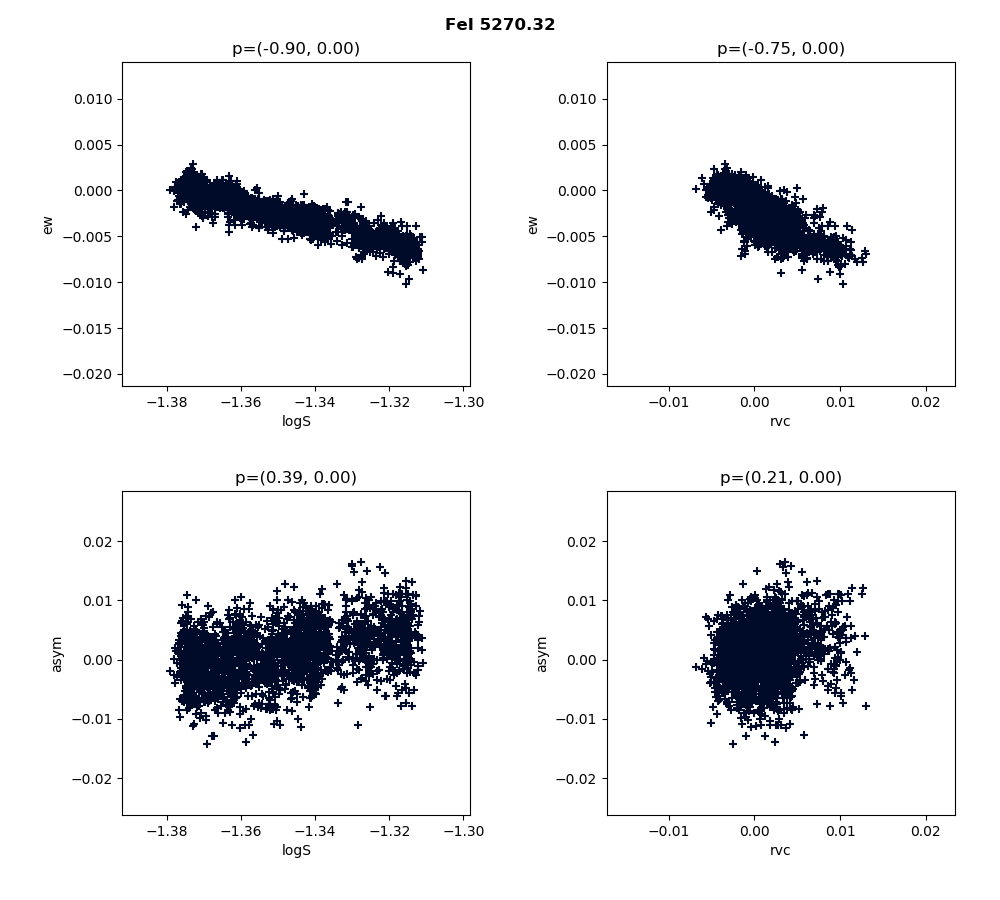 FeI 5270.32
p=(-0.90, 0.00)
p=(-0.75, 0.00)
0.010
0.005
0.000
−0.005
−0.010
−0.015
−0.020
ew
−1.38 −1.36 −1.34 −1.32 −1.30
logS
0.010
0.005
0.000
−0.005
−0.010
−0.015
−0.020
ew
−0.01 0.00 0.01 0.02
rvc
p=(0.39, 0.00)
p=(0.21, 0.00)
0.02
0.01
0.00
−0.01
−0.02
asym
−1.38 −1.36 −1.34 −1.32 −1.30
logS
0.02
0.01
0.00
−0.01
−0.02
asym
−0.01 0.00 0.01 0.02
rvc